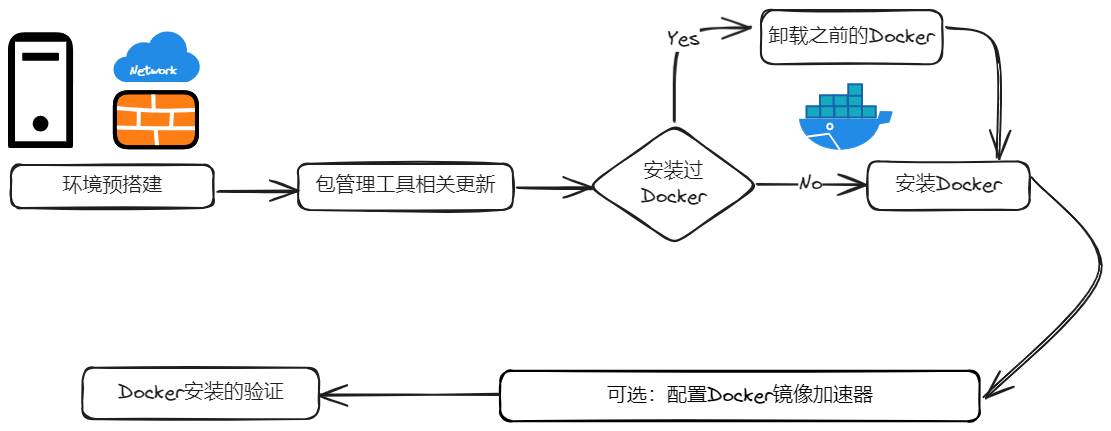 Network
环境预搭建
包管理工具相关更新
安装过
Docker
Yes
卸载之前的Docker
No
安装Docker
可选：配置Docker镜像加速器
Docker安装的验证